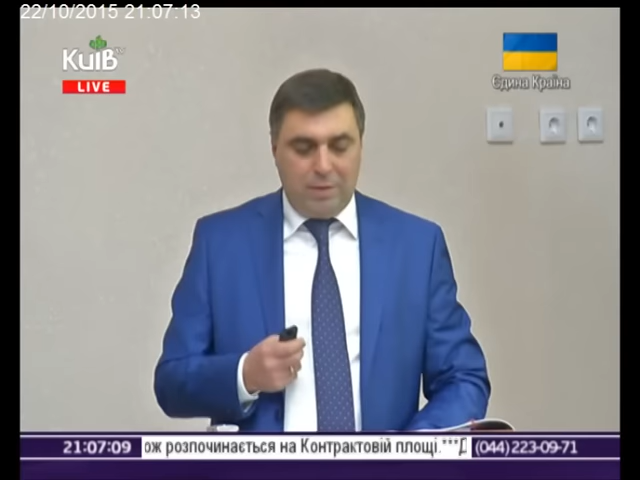 22/10/2015 21:07:13
КиїВ TV
LIVE
Єдина Країна
21:07:09 ож розпочинається на Контрактовій площі.***Д (044) 223-09-71